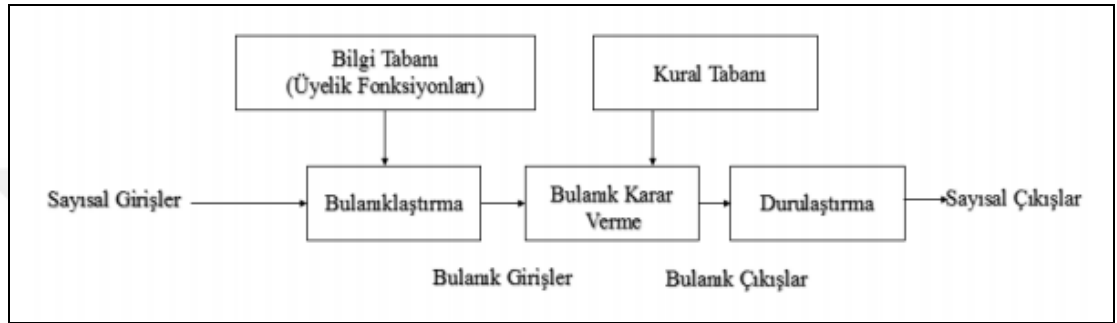 Bilgi Tabanı
(Üyelik Fonksiyonları)
Kural Tabanı
Sayısal Girişler
Bulanıklaştırma
Bulanık Karar
Verme
Durulaştırma
Sayısal Çıkışlar
Bulanık Girişler
Bulanık Çıkışlar